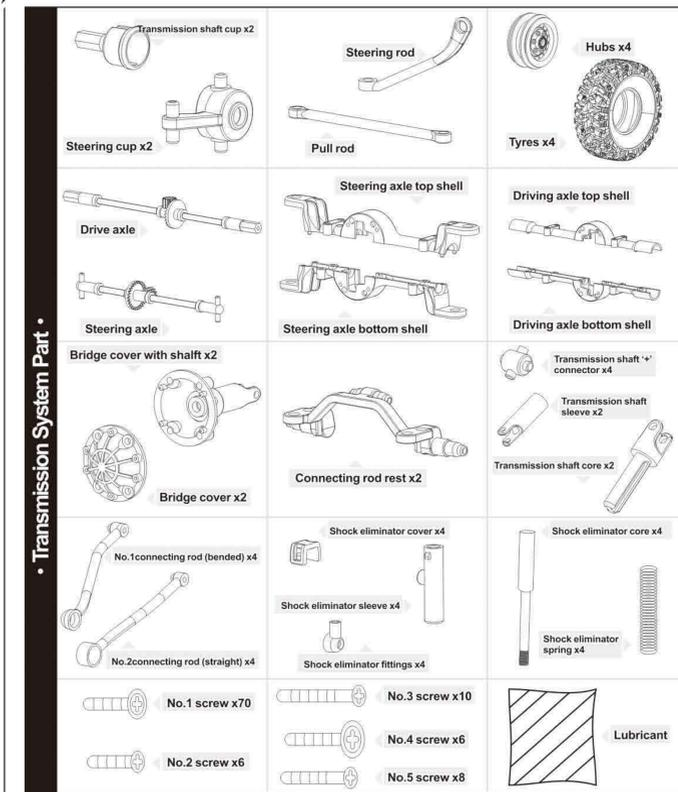 • Transmission System Part •
Transmission shaft cup x2
Steering cup x2
Steering rod
Pull rod
Hubs x4
Tyres x4
Drive axle
Steering axle
Steering axle top shell
Steering axle bottom shell
Driving axle top shell
Driving axle bottom shell
Bridge cover with shalft x2
Bridge cover x2
Connecting rod rest x2
Transmission shaft '+'
connector x4
Transmission shaft
sleeve x2
Transmission shaft core x2
No.1connecting rod (bended) x4
No.2connecting rod (straight) x4
Shock eliminator cover x4
Shock eliminator sleeve x4
Shock eliminator fittings x4
Shock eliminator core x4
Shock eliminator
spring x4
No.1 screw x70
No.2 screw x6
No.3 screw x10
No.4 screw x6
No.5 screw x8
Lubricant